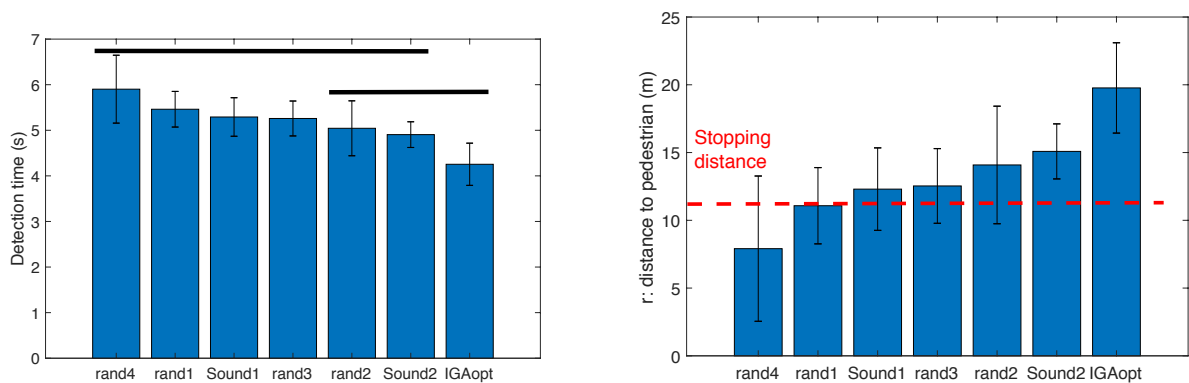 Detection time (s)
7
6
5
4
3
2
1
0
rand4 rand1 Sound1 rand3 rand2 Sound2 IGAopt
r: distance to pedestrian (m)
25
20
15
10
5
0
Stopping
distance
rand4 rand1 Sound1 rand3 rand2 Sound2 IGAopt